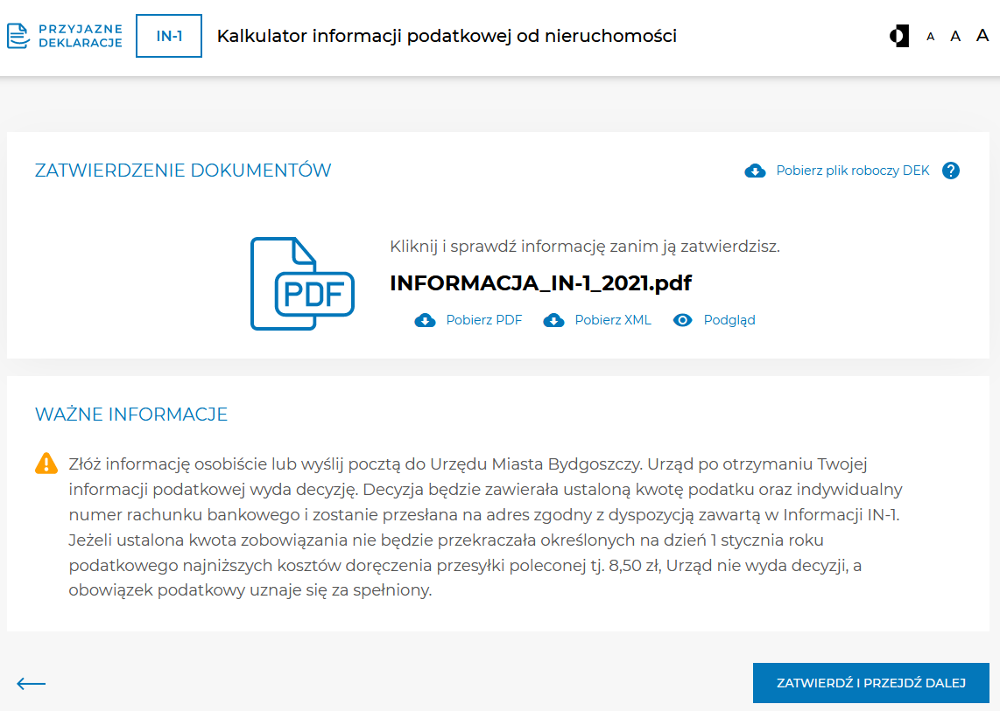 PRZYJAZNE
DEKLARACJE
IN-1
Kalkulator informacji podatkowej od nieruchomości
A A A
ZATWIERDZENIE DOKUMENTÓW
Pobierz plik roboczy DEK ?
Kliknij i sprawdź informację zanim ją zatwierdzisz.
PDF
INFORMACJA_IN-1_2021.pdf
Pobierz PDF Pobierz XML Podgląd
WAŻNE INFORMACJE
Złóż informację osobiście lub wyślij pocztą do Urzędu Miasta Bydgoszczy. Urząd po otrzymaniu Twojej
informacji podatkowej wyda decyzję. Decyzja będzie zawierała ustaloną kwotę podatku oraz indywidualny
numer rachunku bankowego i zostanie przesłana na adres zgodny z dyspozycją zawartą w Informacji IN-1.
Jeżeli ustalona kwota zobowiązania nie będzie przekraczała określonych na dzień 1 stycznia roku
podatkowego najniższych kosztów doręczenia przesyłki poleconej tj. 8,50 zł, Urząd nie wyda decyzji, a
obowiązek podatkowy uznaje się za spełniony.
ZATWIERDŹ I PRZEJDŹ DALEJ